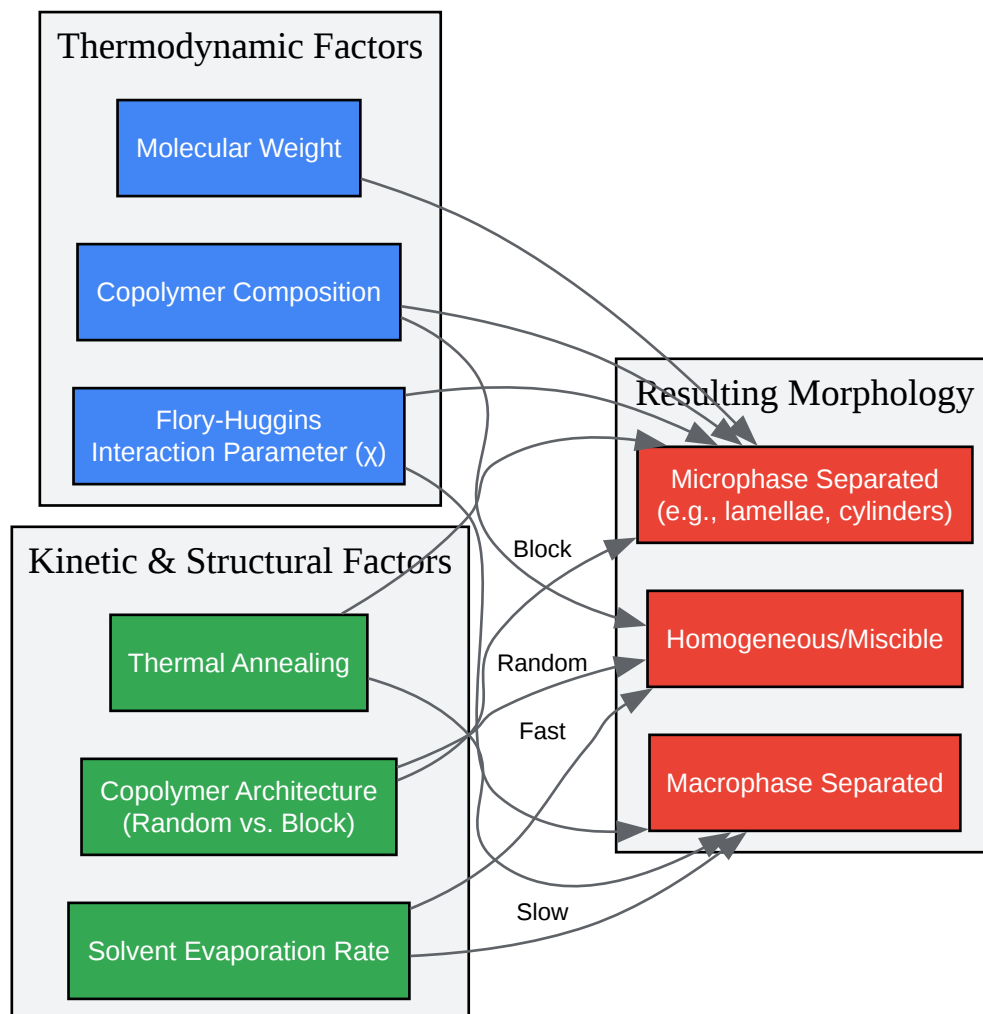 Thermodynamic Factors
Molecular Weight
Copolymer Composition
Flory-Huggins
Interaction Parameter (χ)
Kinetic & Structural Factors
Thermal Annealing
Copolymer Architecture
(Random vs. Block)
Solvent Evaporation Rate
Block
Random
Fast
Slow
Resulting Morphology
Microphase Separated
(e.g., lamellae, cylinders)
Homogeneous/Miscible
Macrophase Separated